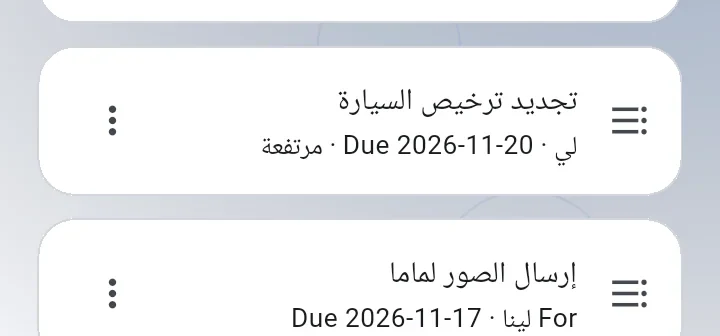 تجديد ترخيص السيارة
لي · Due 2026-11-20 · مرتفعة
إرسال الصور لماما
For لينا · Due 2026-11-17